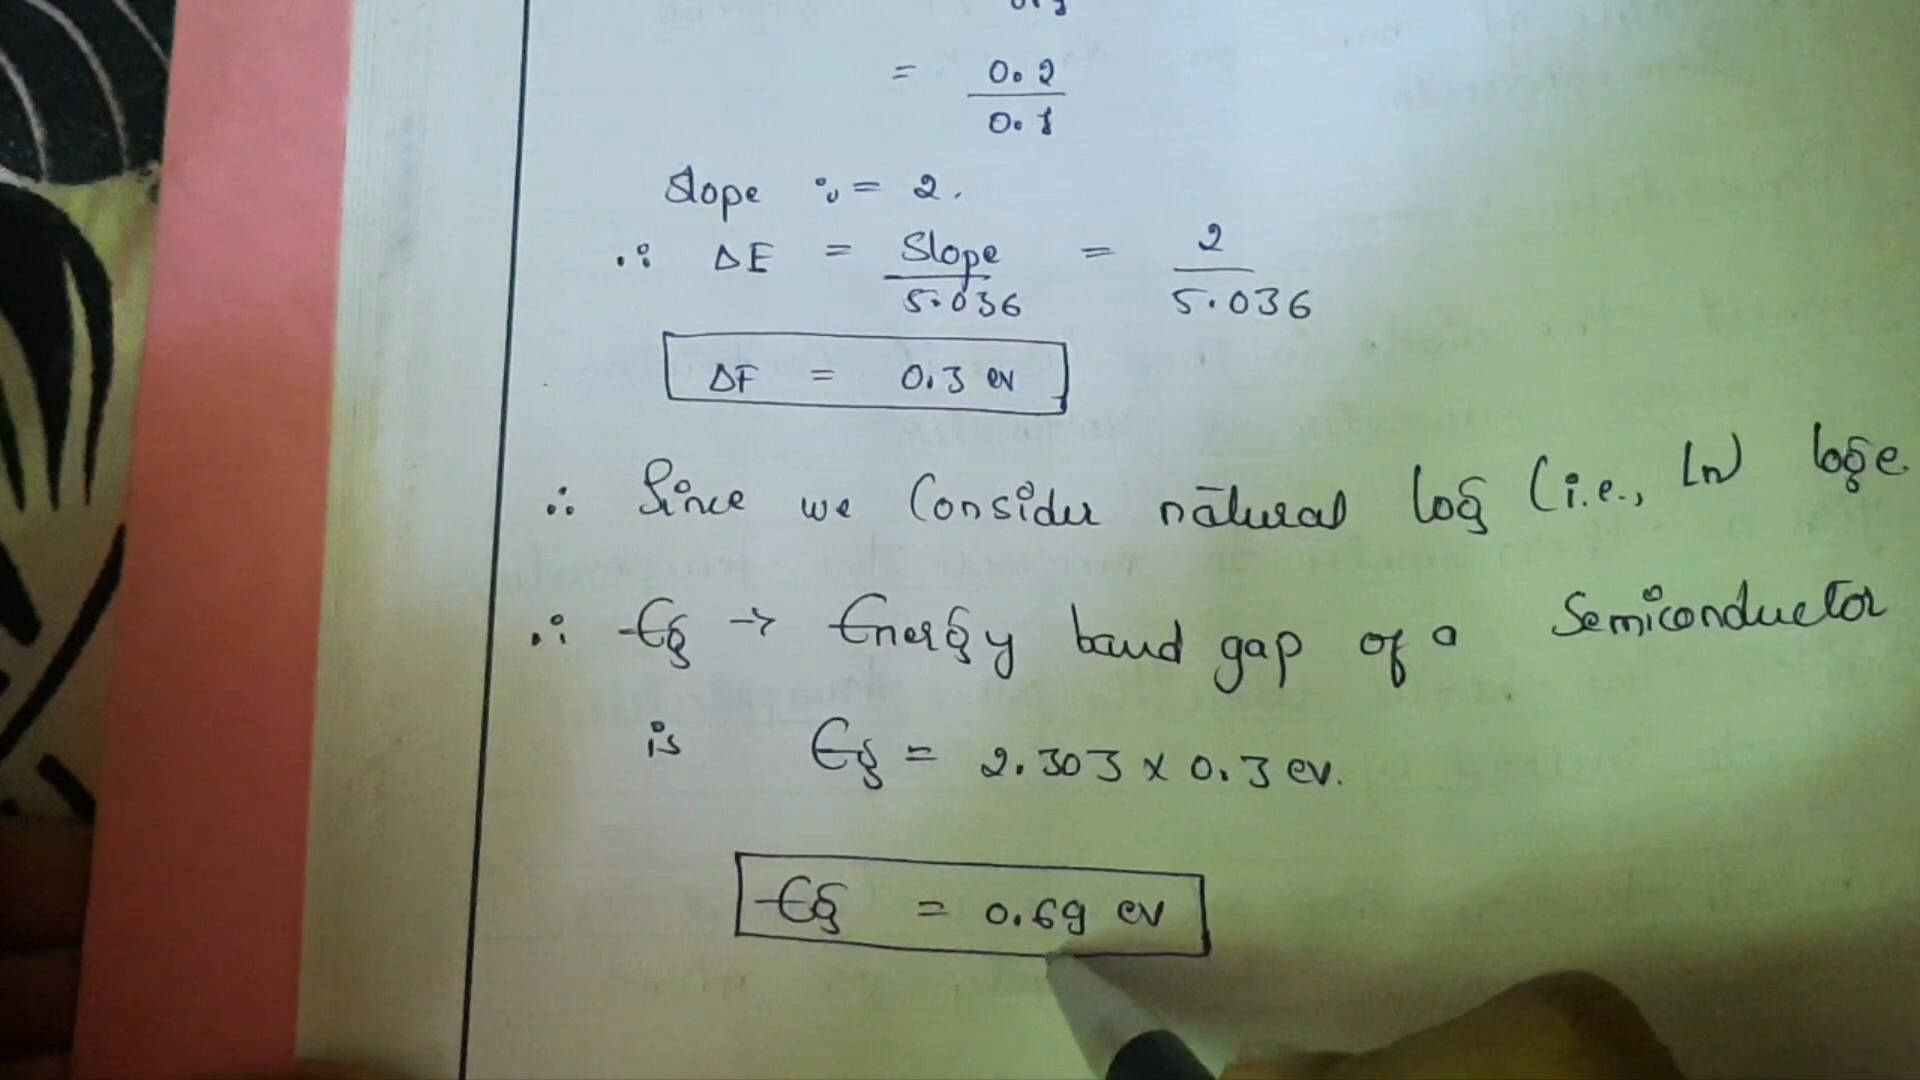 = 0.2
0.1
Slope %= 2.
∴ ΔE = Slope = 2
5.036 5.036
ΔE = 0.3 ev
∴ Since we Consider natural log (i.e., ln) loge
∴ Eg → Energy band gap of a Semiconductor
is Eg = 2.303 x 0.3 ev.
Eg = 0.69 ev